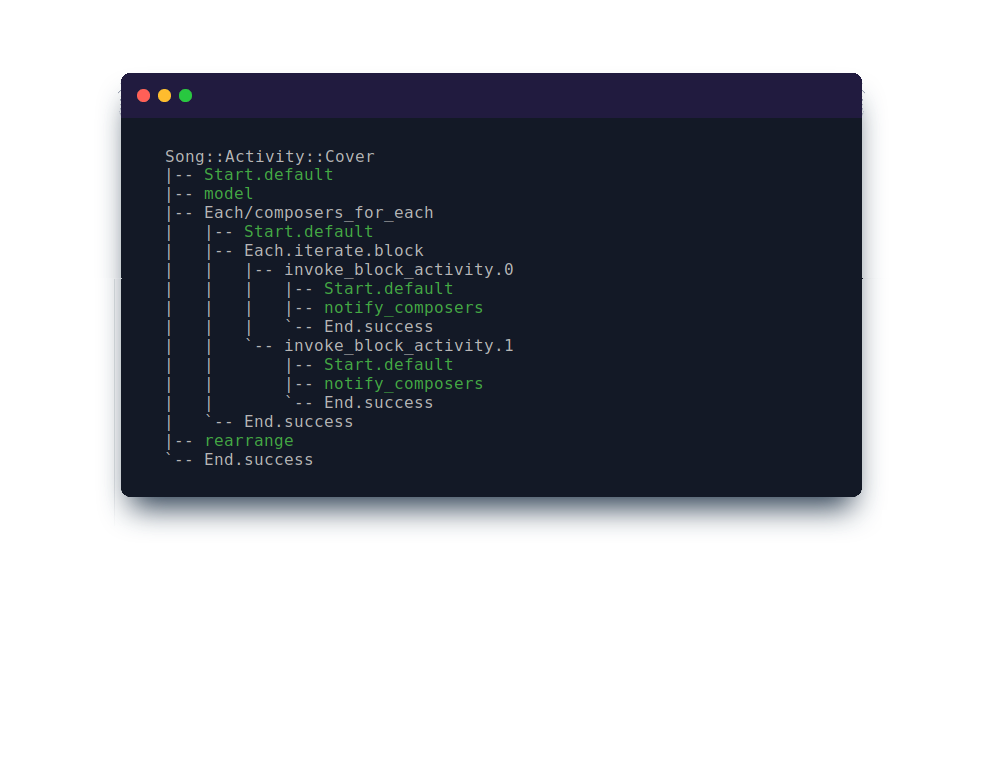 Song::Activity::Cover
|-- Start.default
|-- model
|-- Each/composers_for_each
|   |-- Start.default
|   |-- Each.iterate.block
|   |   |-- invoke_block_activity.0
|   |   |   |-- Start.default
|   |   |   |-- notify_composers
|   |   |   `-- End.success
|   |   `-- invoke_block_activity.1
|   |       |-- Start.default
|   |       |-- notify_composers
|   |       `-- End.success
|   `-- End.success
|-- rearrange
`-- End.success